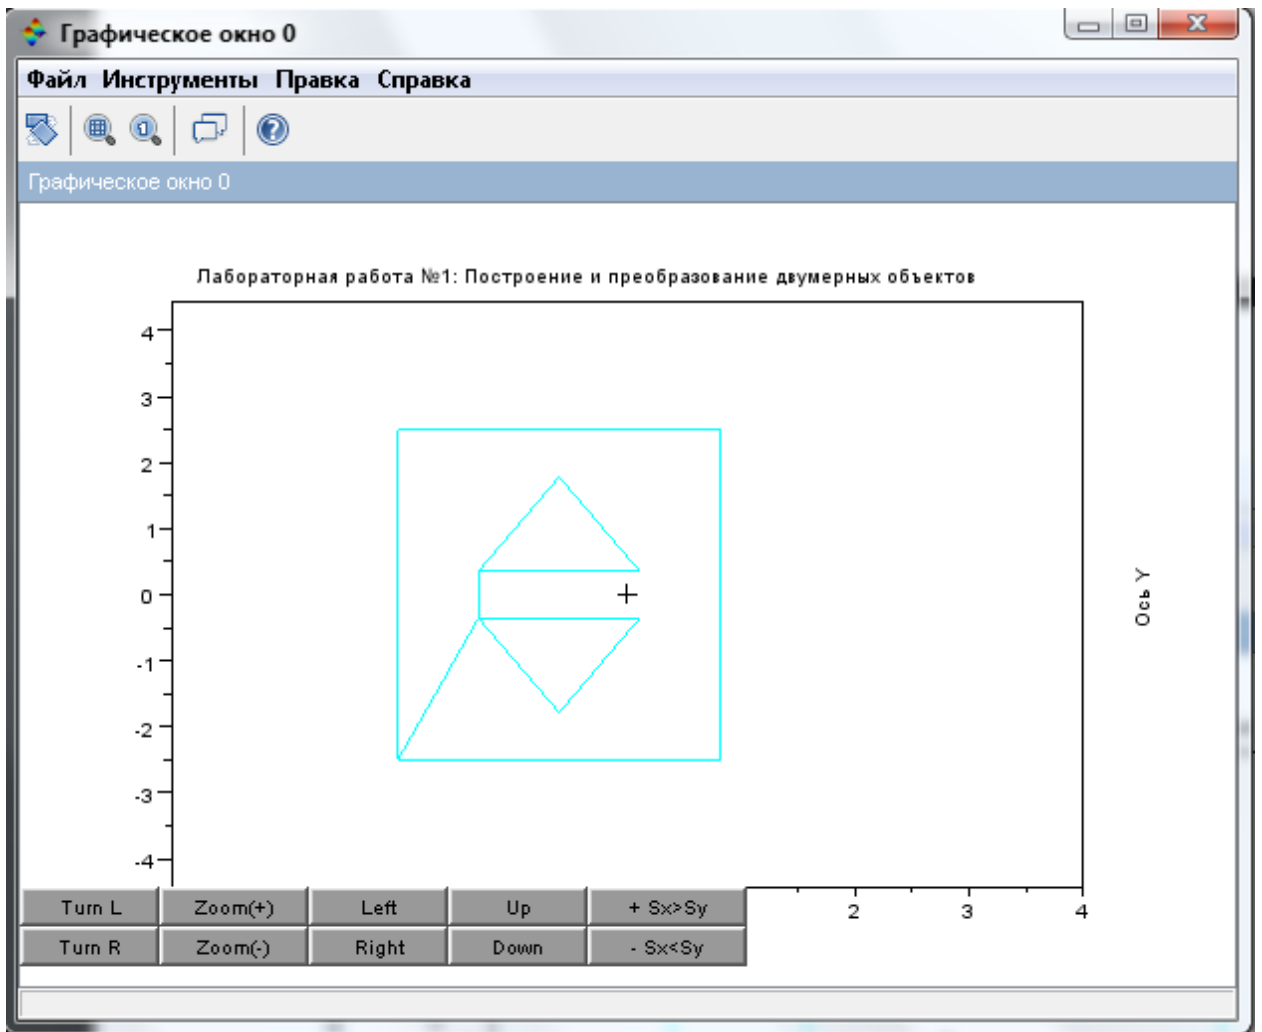 Графическое окно 0
Файл Инструменты Правка Справка
Графическое окно 0
Лабораторная работа №1: Построение и преобразование двумерных объектов
4
3
2
1
0
-1
-2
-3
-4
Ось Y
2 3 4
Turn L Zoom(+) Left Up + Sx>Sy
Turn R Zoom(-) Right Down - Sx<Sy